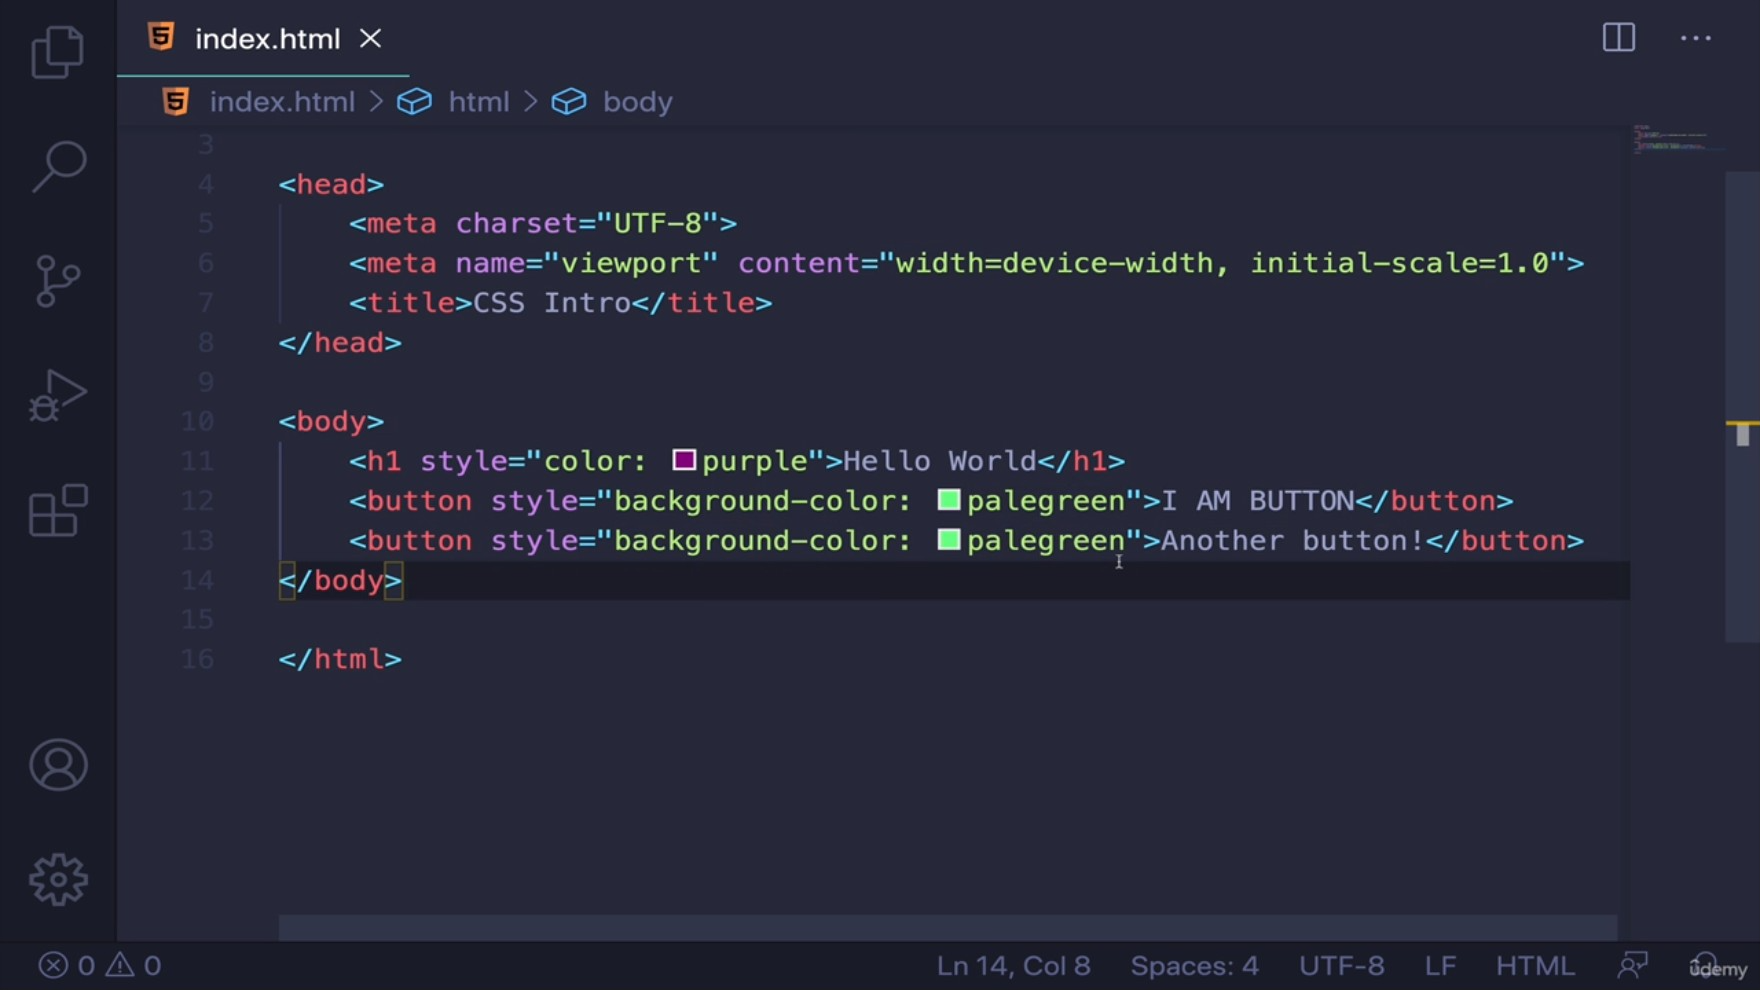 index.html
index.html > html > body
3
4 <head>
5 <meta charset="UTF-8">
6 <meta name="viewport" content="width=device-width, initial-scale=1.0">
7 <title>CSS Intro</title>
8 </head>
9
10 <body>
11 <h1 style="color: purple">Hello World</h1>
12 <button style="background-color: palegreen">I AM BUTTON</button>
13 <button style="background-color: palegreen">Another button!</button>
14 </body>
15
16 </html>
0 0 Ln 14, Col 8 Spaces: 4 UTF-8 LF HTML
ûdemy